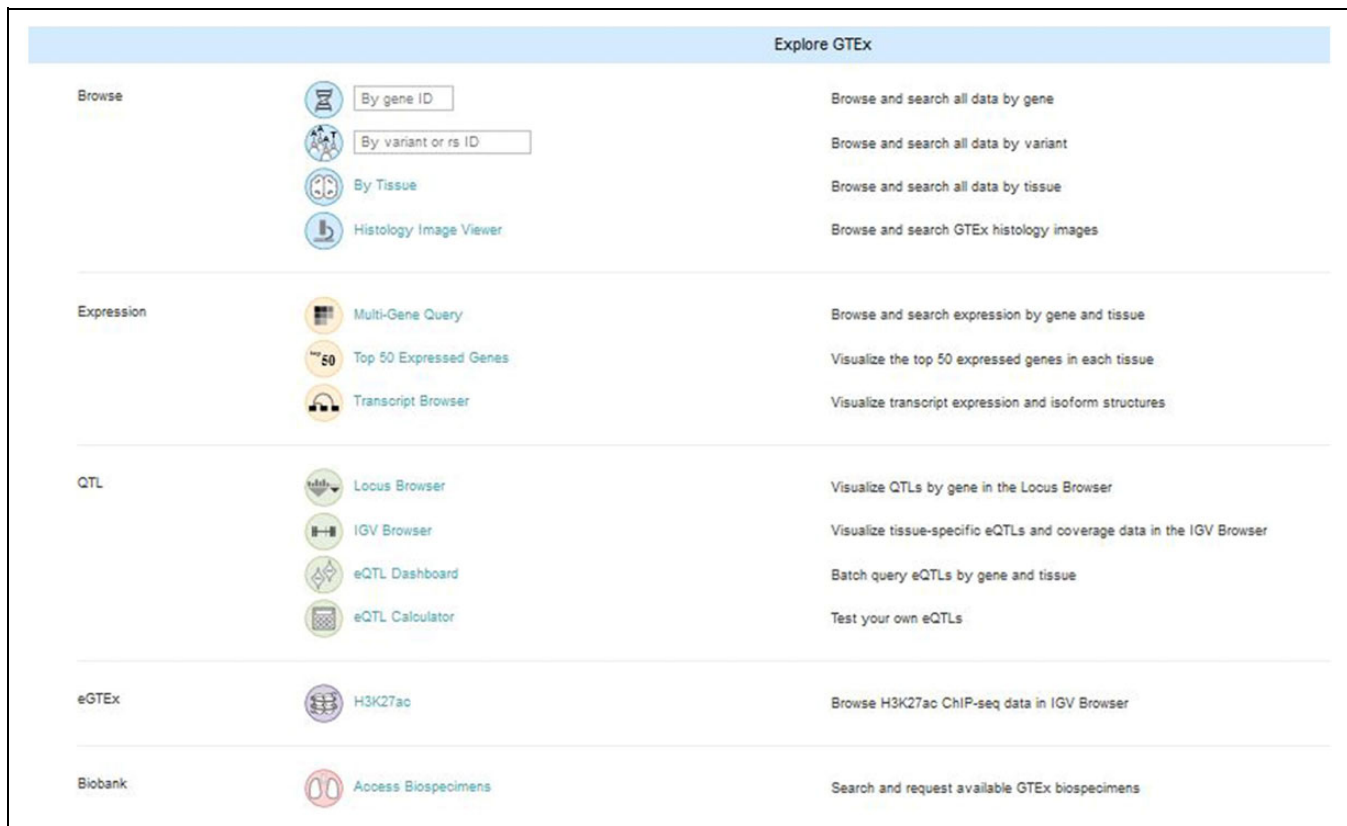 Explore GTEx
Browse
By gene ID
Browse and search all data by gene
By variant or rs ID
Browse and search all data by variant
By Tissue
Browse and search all data by tissue
Histology Image Viewer
Browse and search GTEx histology images
Expression
Multi-Gene Query
Browse and search expression by gene and tissue
top 50
Top 50 Expressed Genes
Visualize the top 50 expressed genes in each tissue
Transcript Browser
Visualize transcript expression and isoform structures
QTL
Locus Browser
Visualize QTLs by gene in the Locus Browser
IGV Browser
Visualize tissue-specific eQTLs and coverage data in the IGV Browser
eQTL Dashboard
Batch query eQTLs by gene and tissue
eQTL Calculator
Test your own eQTLs
eGTEx
H3K27ac
Browse H3K27ac ChIP-seq data in IGV Browser
Biobank
Access Biospecimens
Search and request available GTEx biospecimens